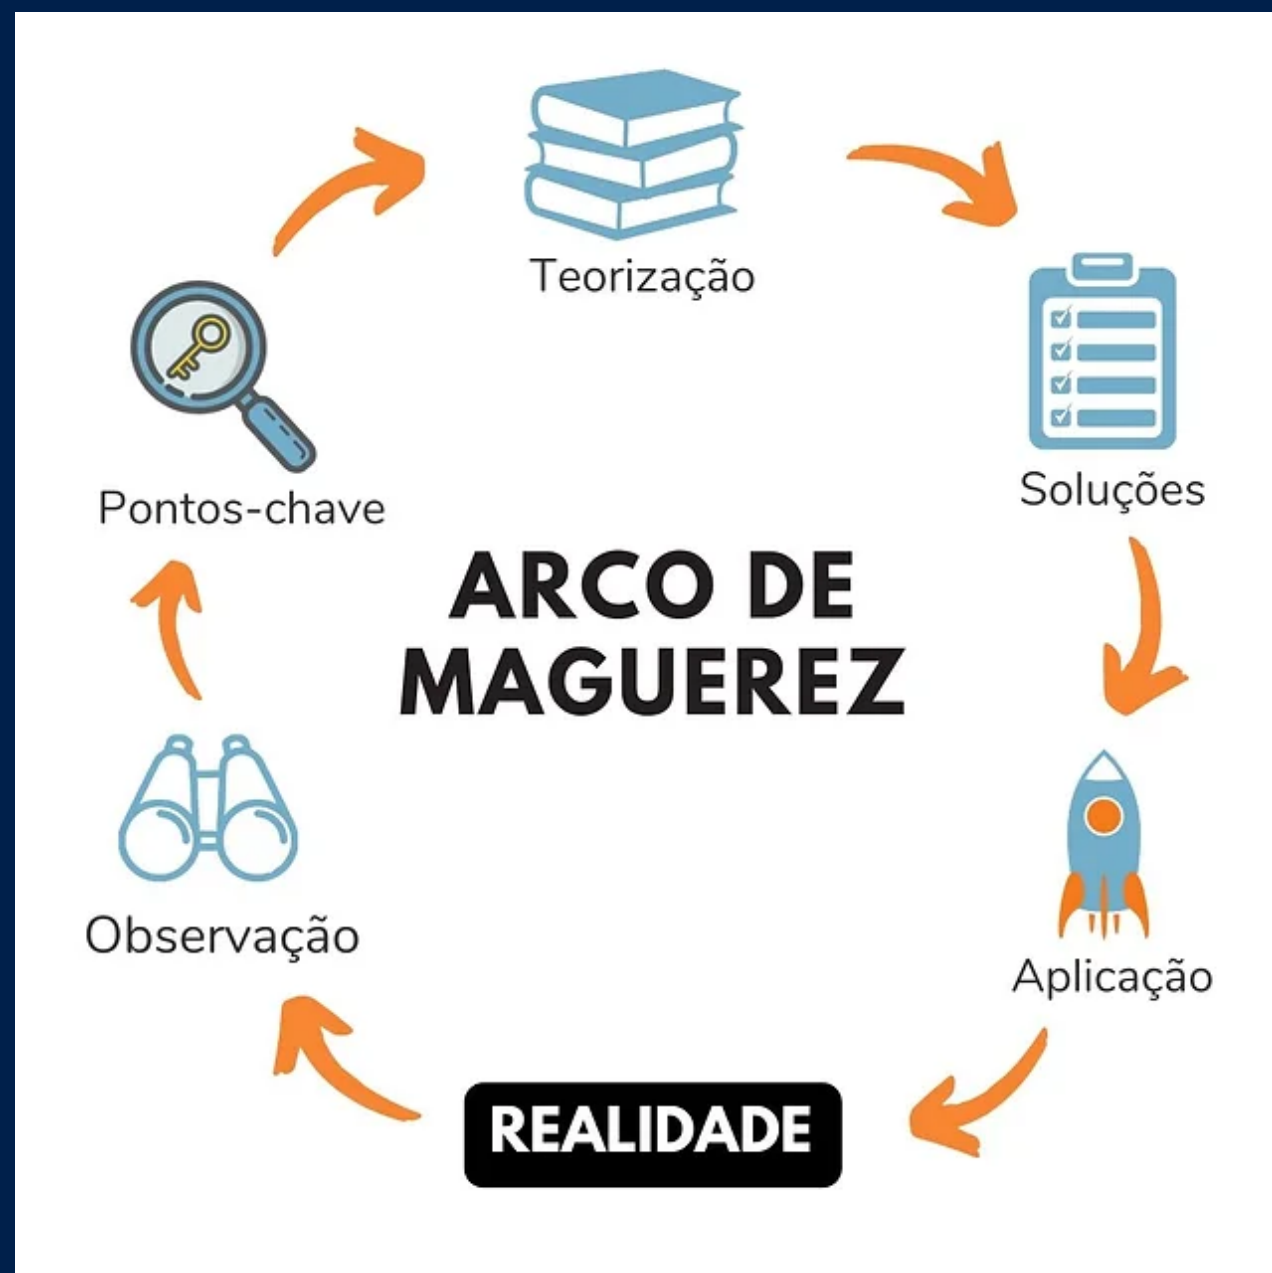 Teorização
Soluções
Pontos-chave
ARCO DE
MAGUEREZ
Observação
Aplicação
REALIDADE